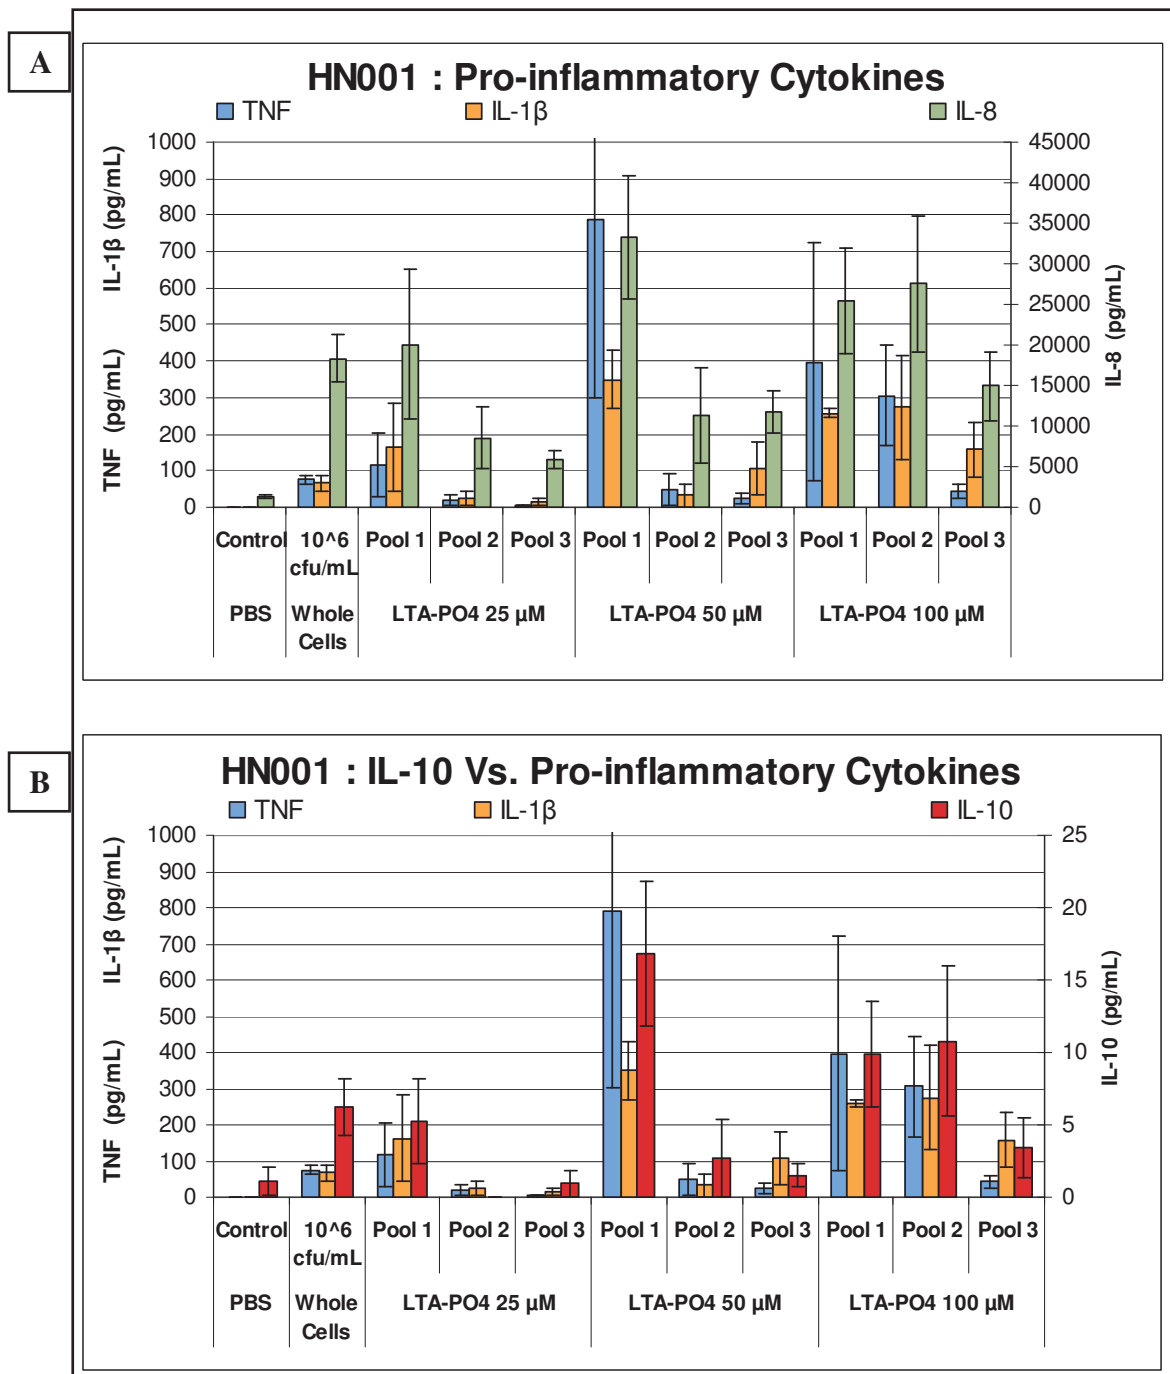 A
HN001 : Pro-inflammatory Cytokines
TNF IL-1β IL-8
TNF (pg/mL) IL-1β (pg/mL)
1000
900
800
700
600
500
400
300
200
100
0
45000
40000
35000
30000
25000
20000
15000
10000
5000
0
IL-8 (pg/mL)
Control 10^6 Pool 1 Pool 2 Pool 3 Pool 1 Pool 2 Pool 3 Pool 1 Pool 2 Pool 3
cfu/mL
PBS Whole LTA-PO4 25 µM LTA-PO4 50 µM LTA-PO4 100 µM
Cells
B
HN001 : IL-10 Vs. Pro-inflammatory Cytokines
TNF IL-1β IL-10
TNF (pg/mL) IL-1β (pg/mL)
1000
900
800
700
600
500
400
300
200
100
0
25
20
15
10
5
0
IL-10 (pg/mL)
Control 10^6 Pool 1 Pool 2 Pool 3 Pool 1 Pool 2 Pool 3 Pool 1 Pool 2 Pool 3
cfu/mL
PBS Whole LTA-PO4 25 µM LTA-PO4 50 µM LTA-PO4 100 µM
Cells